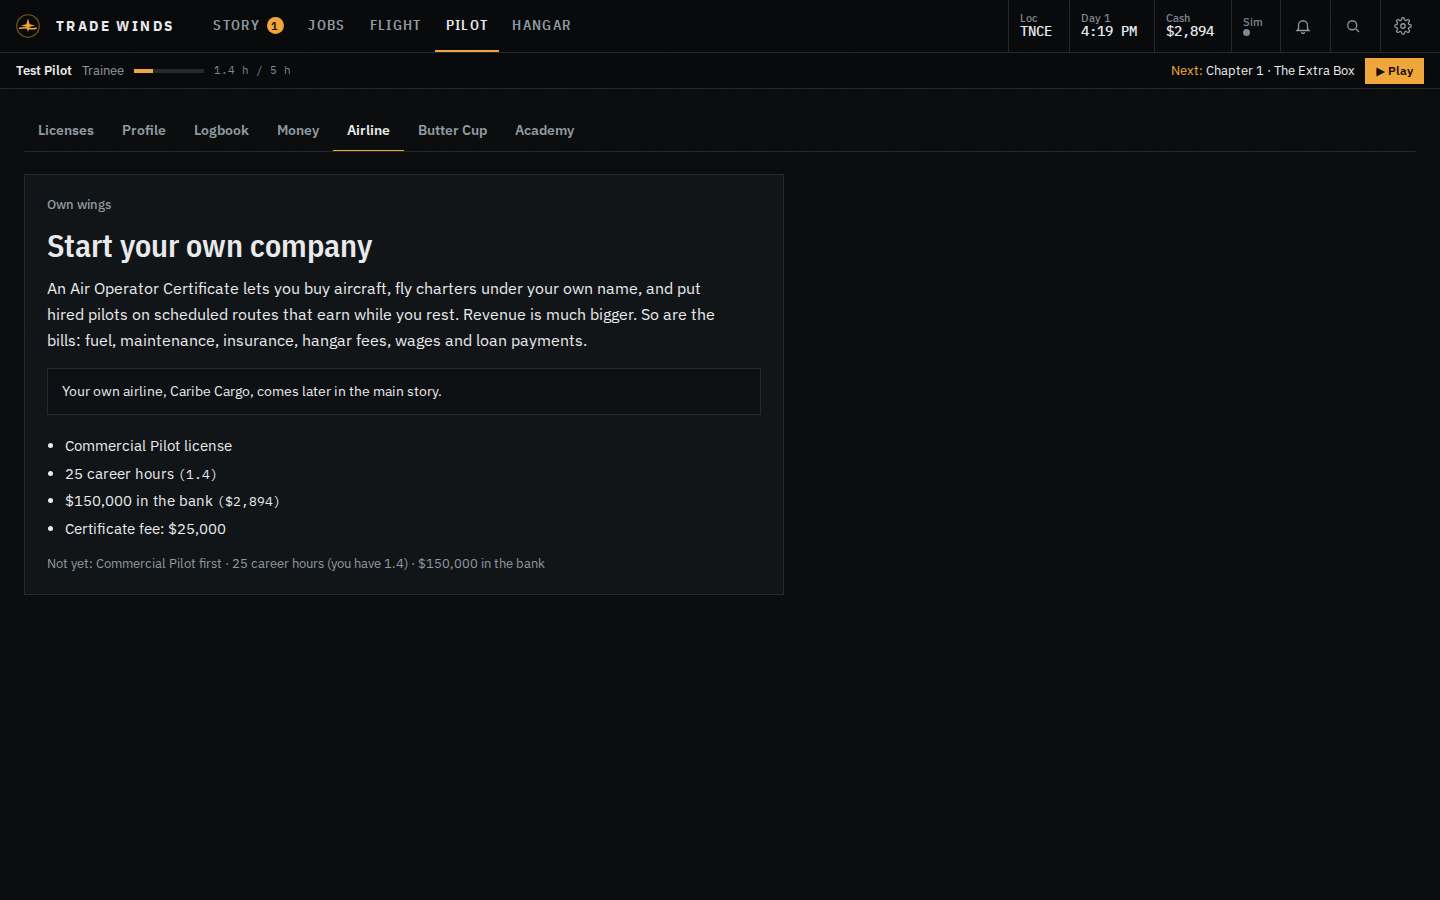 TRADE WINDS
STORY 1 JOBS FLIGHT PILOT HANGAR
Loc
TNCE
Day 1
4:19 PM
Cash
$2,894
Sim
Test Pilot Trainee 1.4 h / 5 h
Next: Chapter 1 · The Extra Box
▶ Play
Licenses Profile Logbook Money Airline Butter Cup Academy
Own wings
Start your own company
An Air Operator Certificate lets you buy aircraft, fly charters under your own name, and put
hired pilots on scheduled routes that earn while you rest. Revenue is much bigger. So are the
bills: fuel, maintenance, insurance, hangar fees, wages and loan payments.
Your own airline, Caribe Cargo, comes later in the main story.
• Commercial Pilot license
• 25 career hours (1.4)
• $150,000 in the bank ($2,894)
• Certificate fee: $25,000
Not yet: Commercial Pilot first · 25 career hours (you have 1.4) · $150,000 in the bank